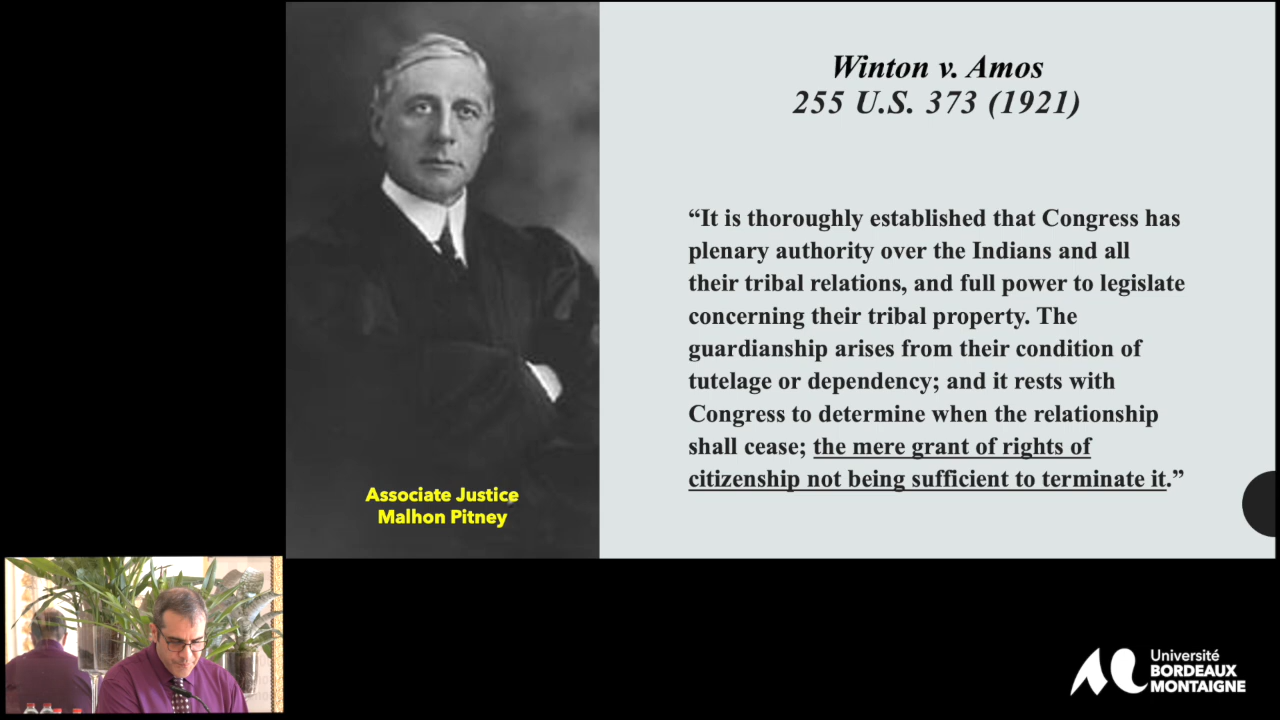 Winton v. Amos
255 U.S. 373 (1921)
“It is thoroughly established that Congress has
plenary authority over the Indians and all
their tribal relations, and full power to legislate
concerning their tribal property. The
guardianship arises from their condition of
tutelage or dependency; and it rests with
Congress to determine when the relationship
shall cease; the mere grant of rights of
citizenship not being sufficient to terminate it.”
Associate Justice
Malhon Pitney
Université
BORDEAUX
MONTAIGNE